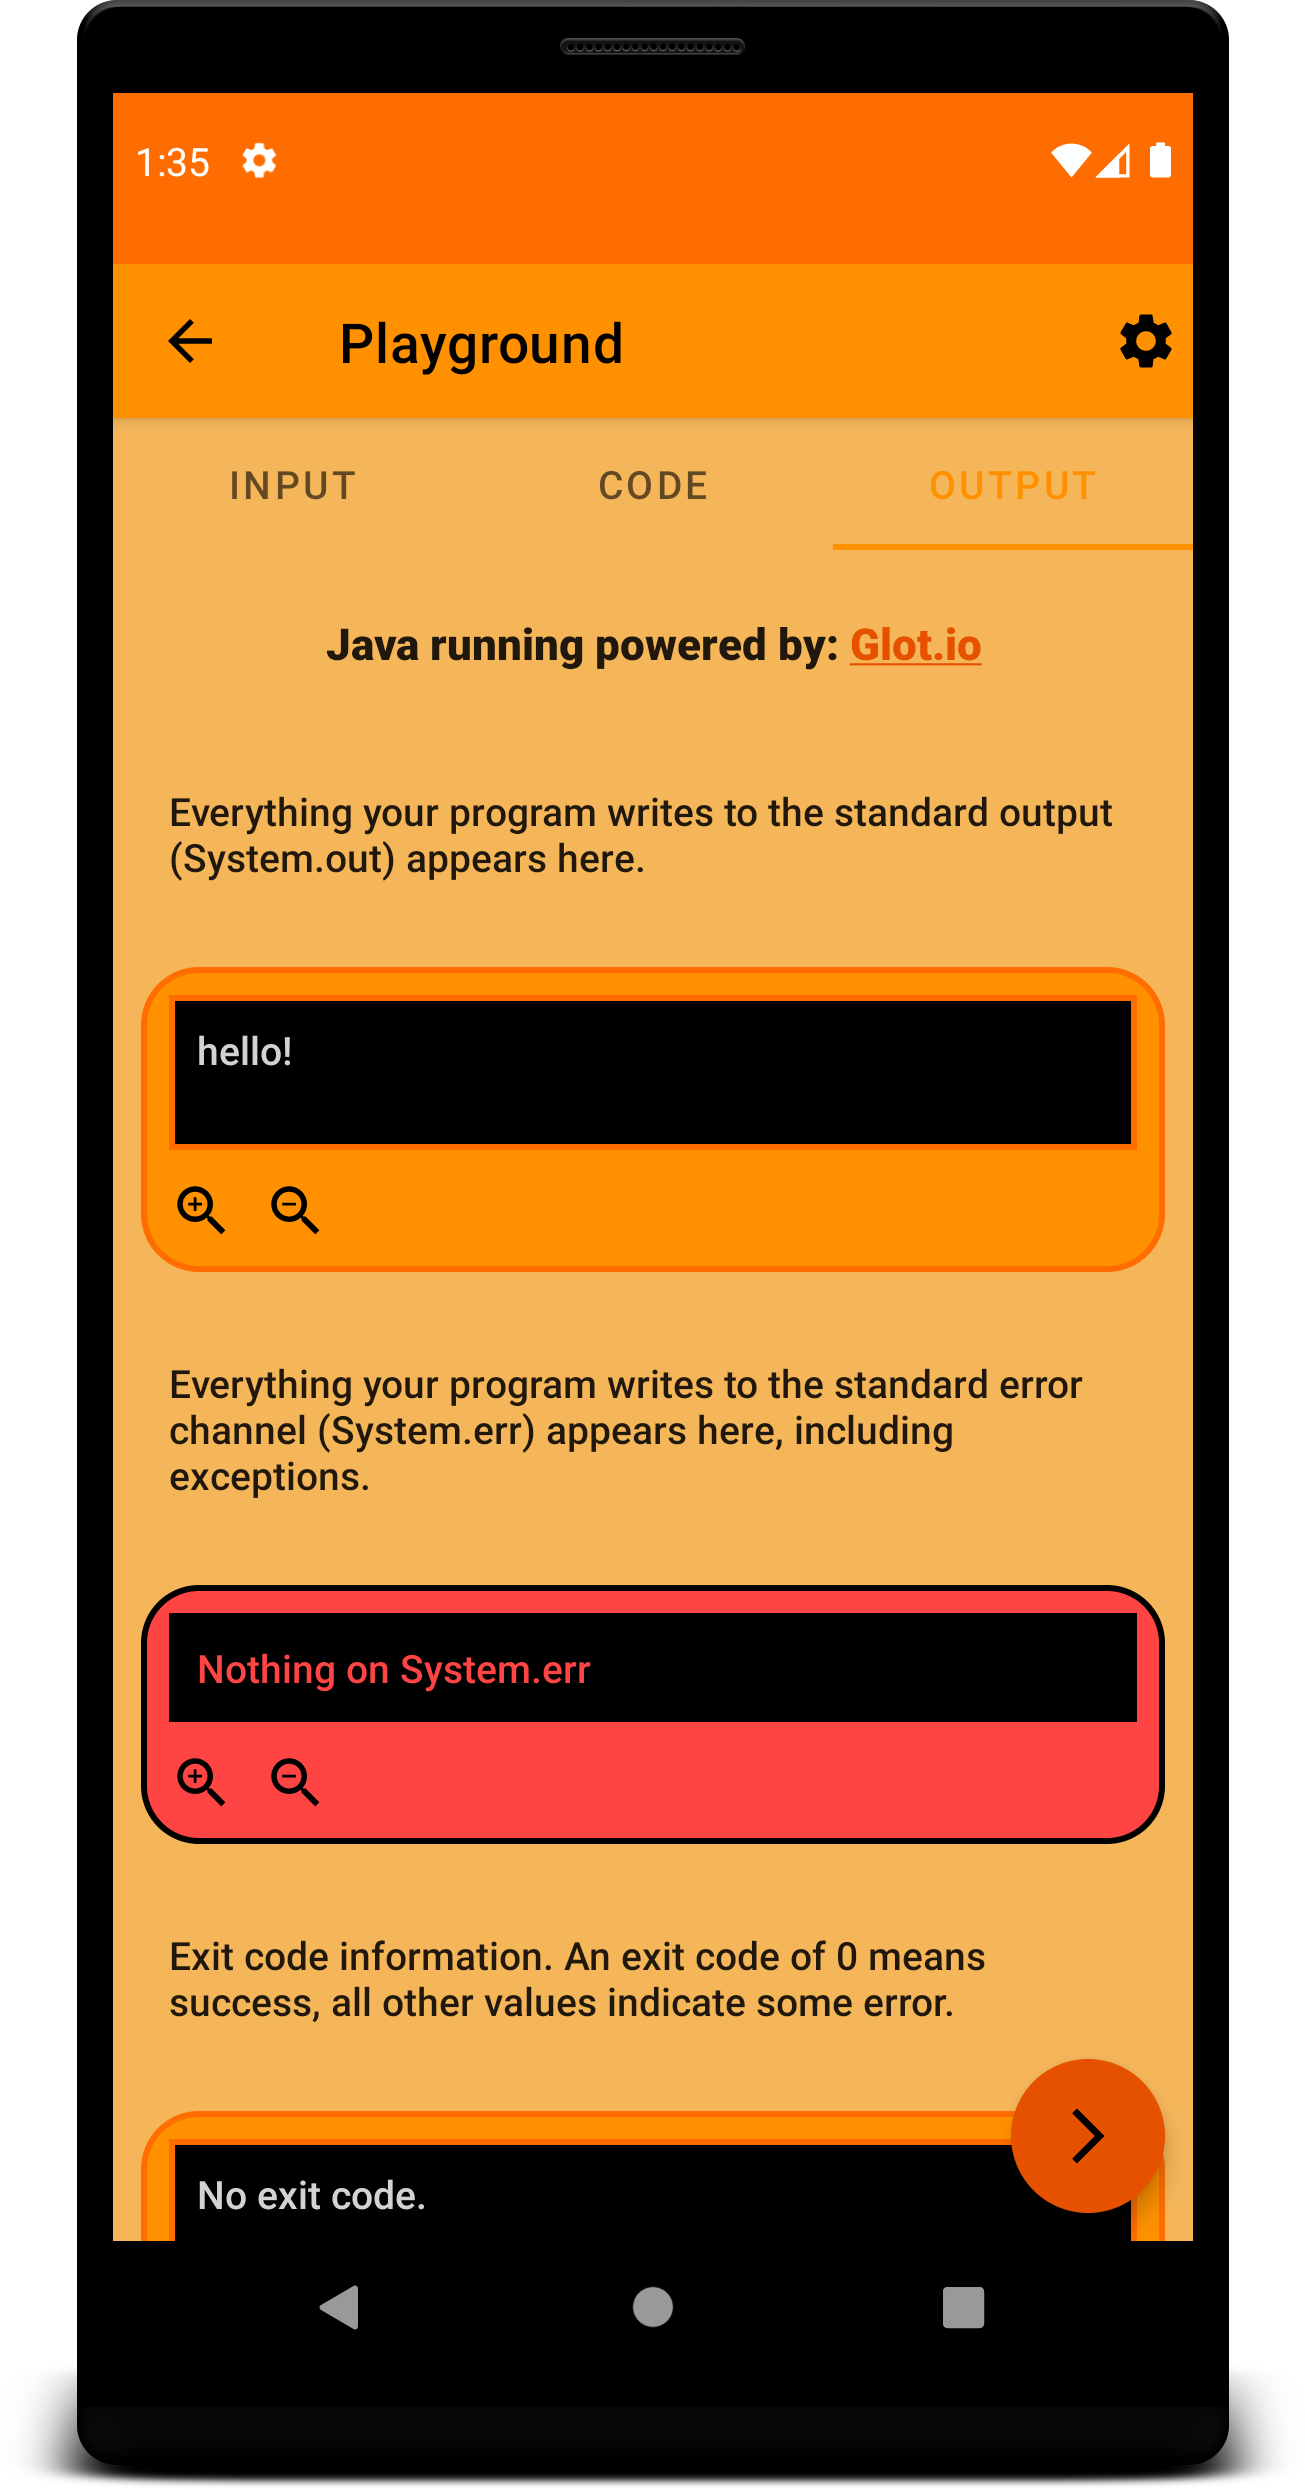 1:35
Playground
INPUT CODE OUTPUT
Java running powered by: Glot.io
Everything your program writes to the standard output
(System.out) appears here.
hello!
Everything your program writes to the standard error
channel (System.err) appears here, including
exceptions.
Nothing on System.err
Exit code information. An exit code of 0 means
success, all other values indicate some error.
No exit code.